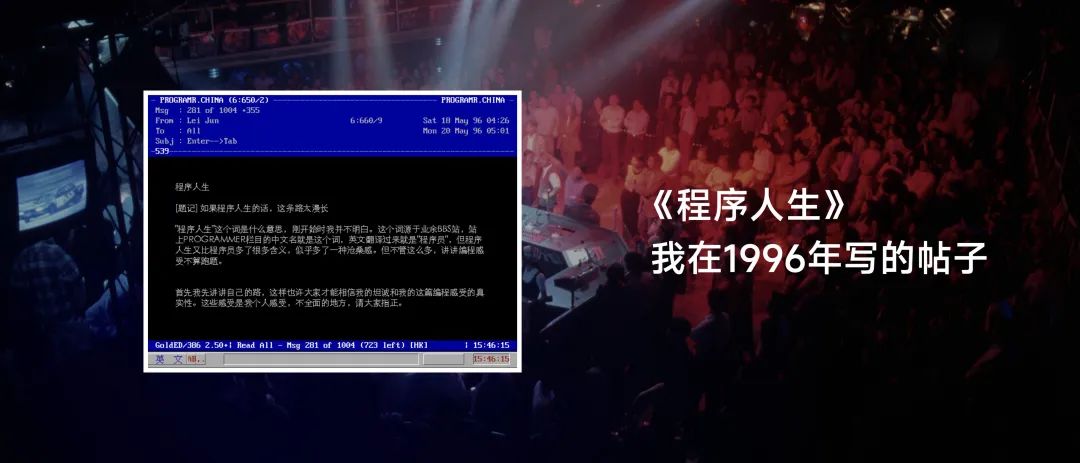 PROGRAMR.CHINA (6:650/2) PROGRAMR.CHINA
Msg : 281 of 1004 +355
From : Lei Jun 6:660/9 Sat 18 May 96 04:26
To : All Mon 20 May 96 05:01
Subj : Enter-->Tab
539
程序人生
[题记] 如果程序人生的话，这条路太漫长
"程序人生"这个词是什么意思，刚开始时我并不明白。这个词源于业余BBS站，站
上PROGRAMMER栏目的中文名就是这个词，英文翻译过来就是"程序员"，但程序
人生又比程序员多了很多含义，似乎多了一种沧桑感。但不管这么多，讲讲编程感
受不算跑题。
首先我先讲讲自己的路，这样也许大家才能相信我的坦诚和我的这篇编程感受的真
实性。这些感受是我个人感受，不全面的地方，请大家指正。
GoldED/386 2.50+| Read All - Msg 281 of 1004 (723 left) [HK] | 15:46:15
英 文 15:46:15
《程序人生》
我在1996年写的帖子